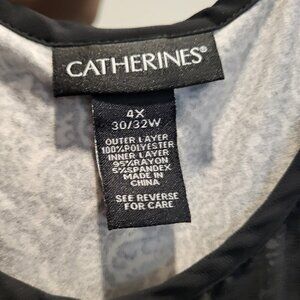 CATHERINES®
4X
30/32W
OUTER LAYER
100%POLYESTER
INNER LAYER
95%RAYON
5%SPANDEX
MADE IN
CHINA
SEE REVERSE
FOR CARE